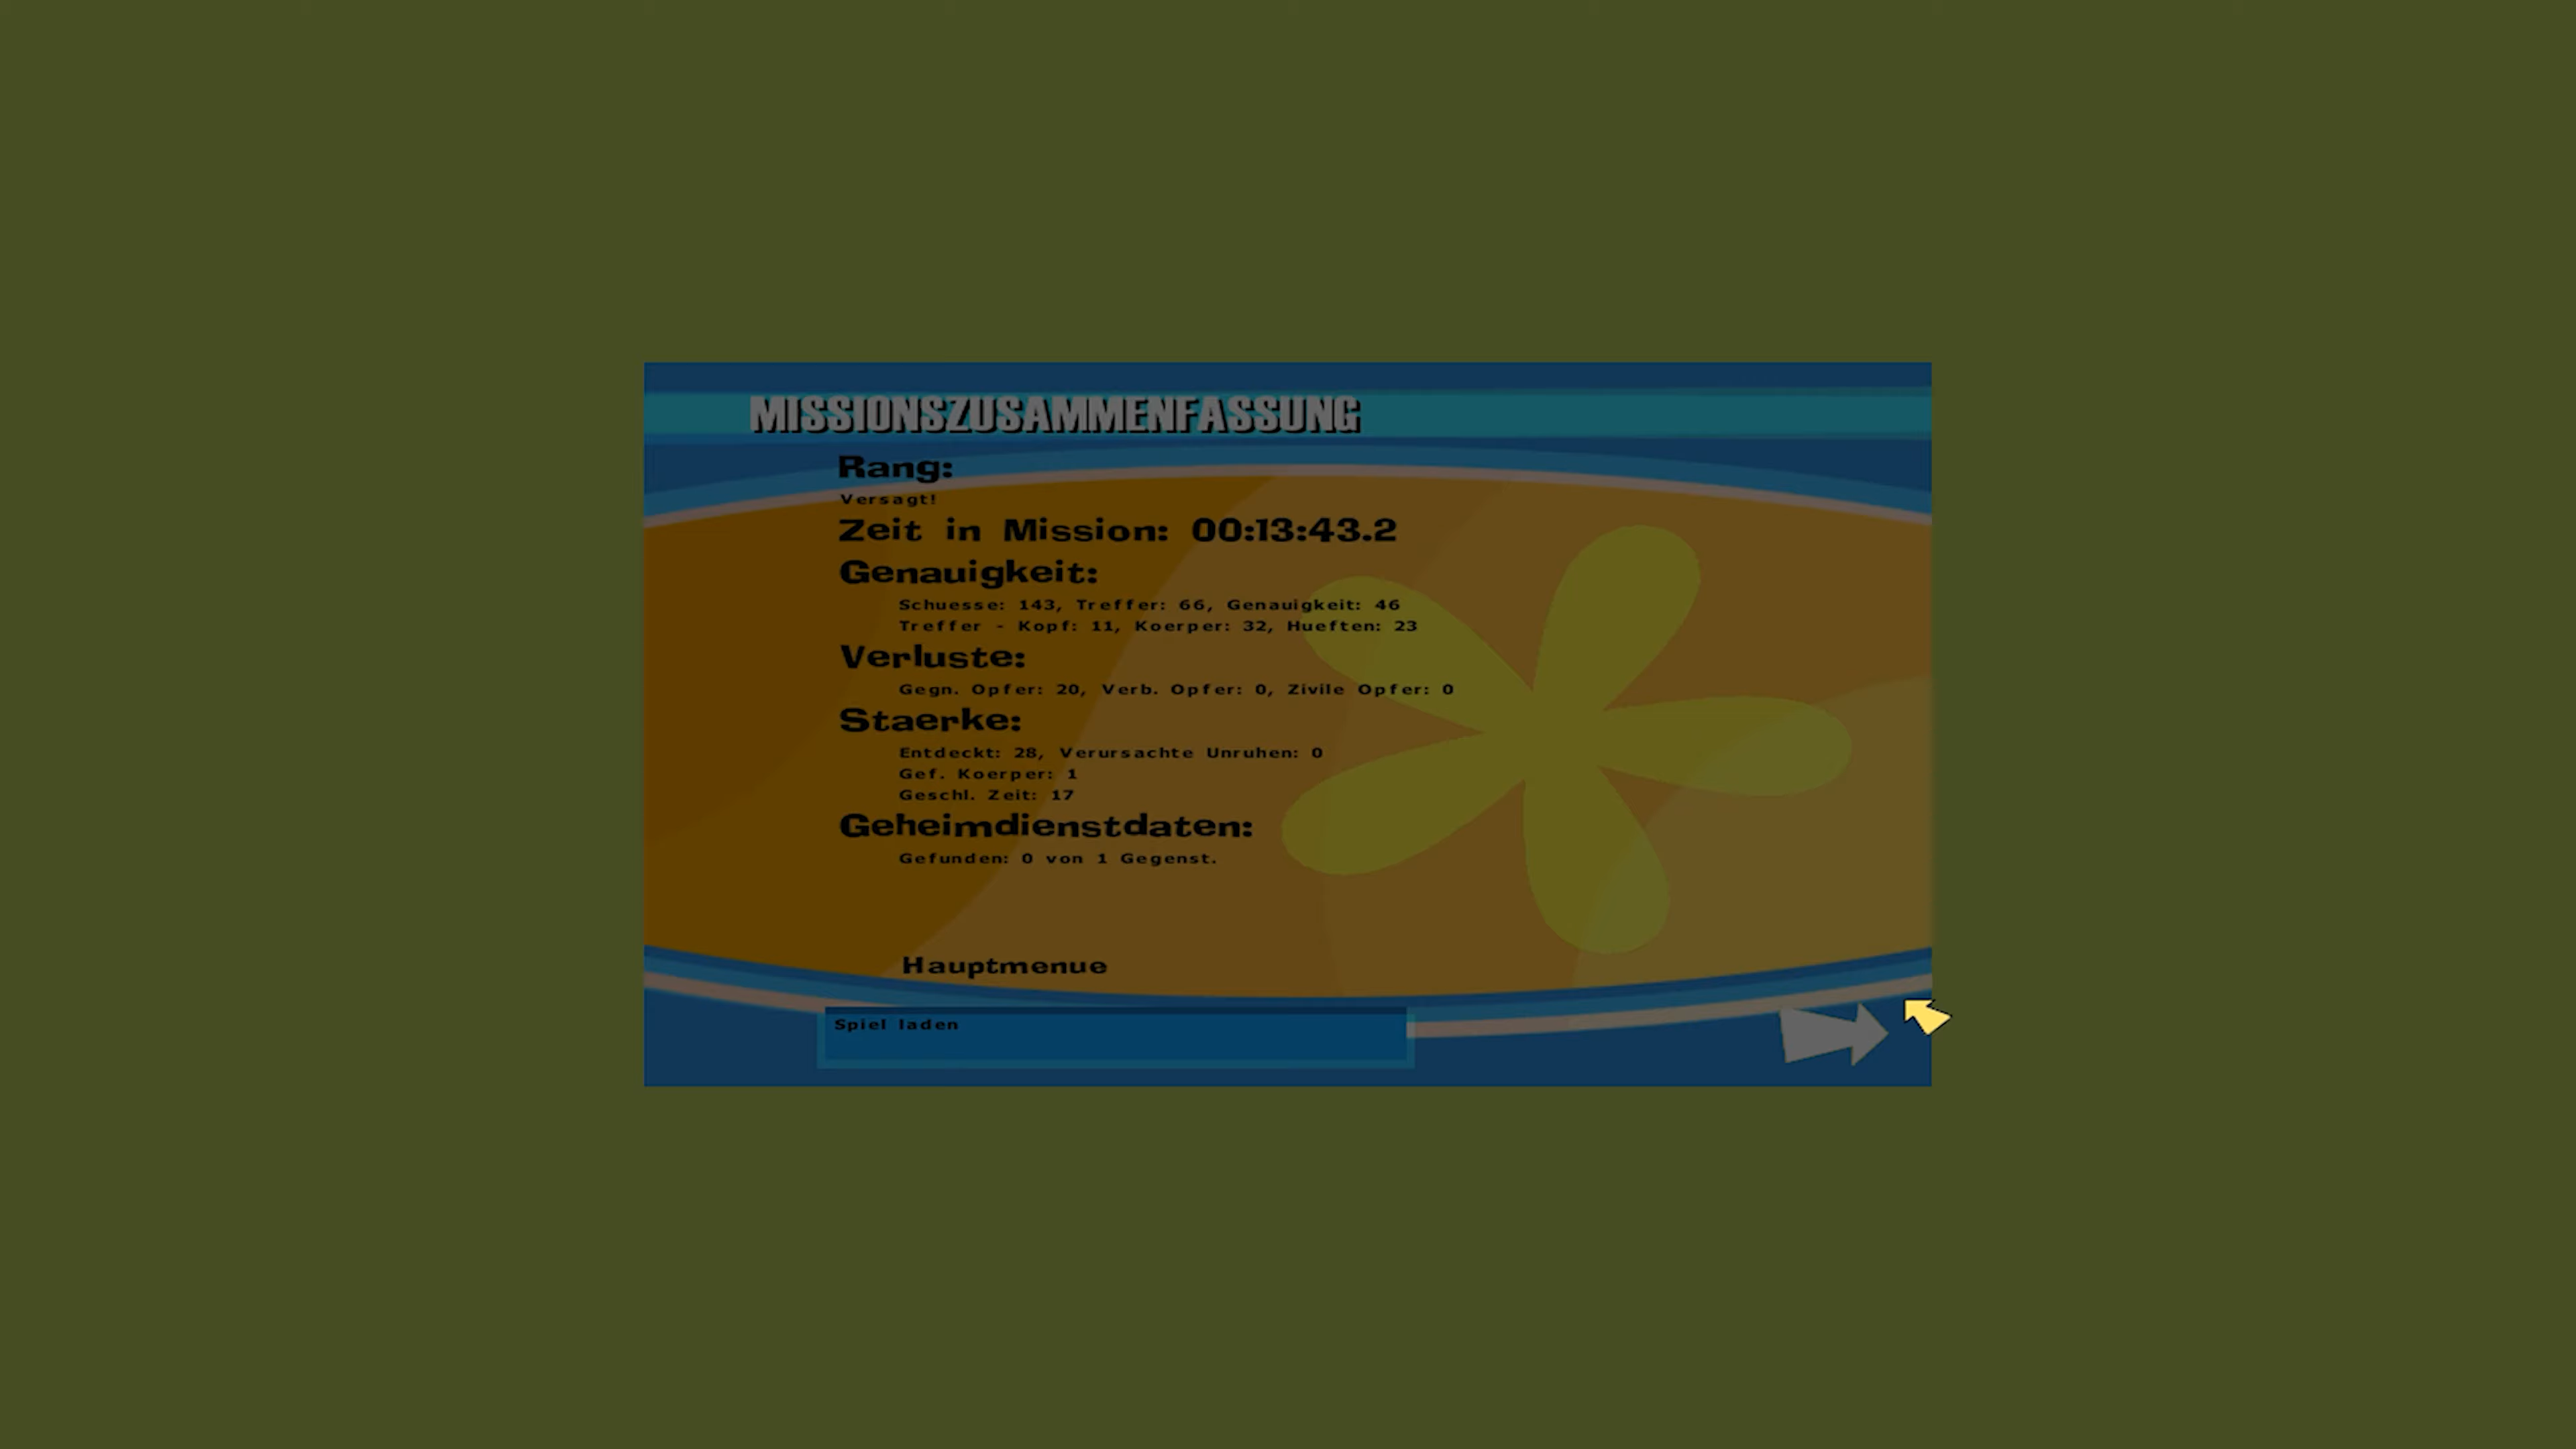 MISSIONSZUSAMMENFASSUNG
Rang:
Versagt!
Zeit in Mission: 00:13:43.2
Genauigkeit:
Schuesse: 143, Treffer: 66, Genauigkeit: 46
Treffer - Kopf: 11, Koerper: 32, Hueften: 23
Verluste:
Gegn. Opfer: 20, Verb. Opfer: 0, Zivile Opfer: 0
Staerke:
Entdeckt: 28, Verursachte Unruhen: 0
Gef. Koerper: 1
Geschl. Zeit: 17
Geheimdienstdaten:
Gefunden: 0 von 1 Gegenst.
Hauptmenue
Spiel laden